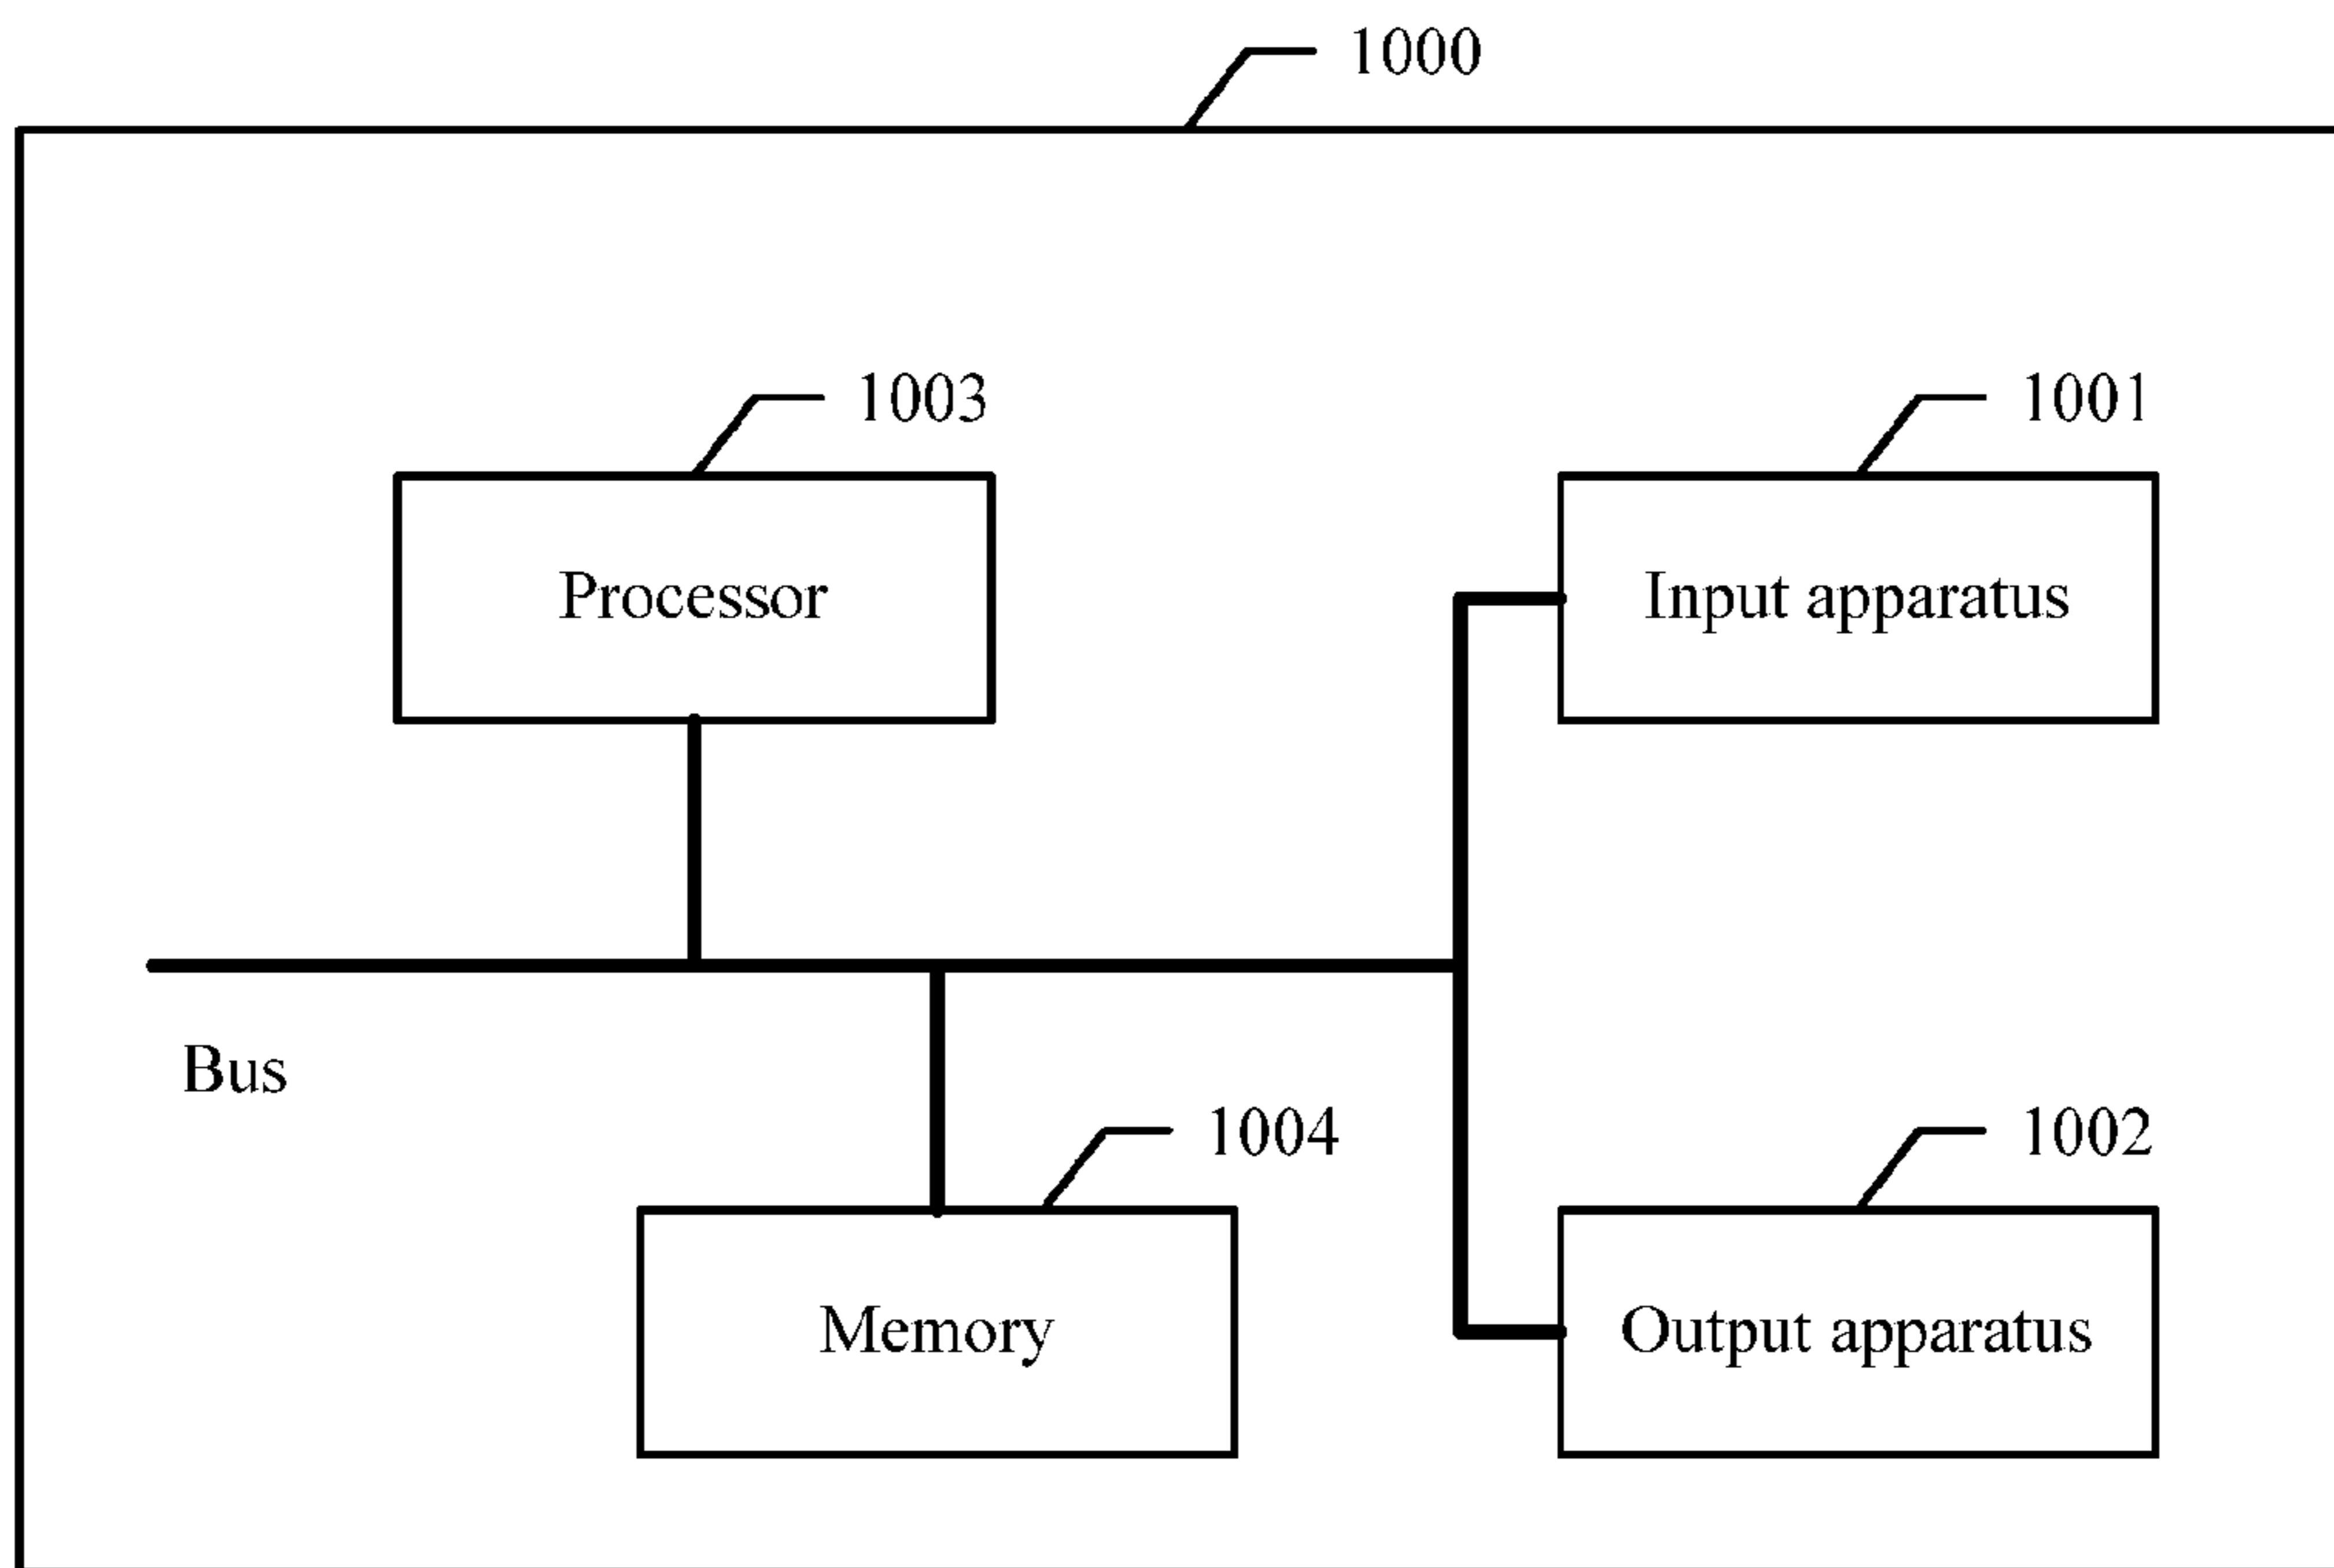 1000
1003
1001
Processor
Input apparatus
Bus
1004
1002
Memory
Output apparatus